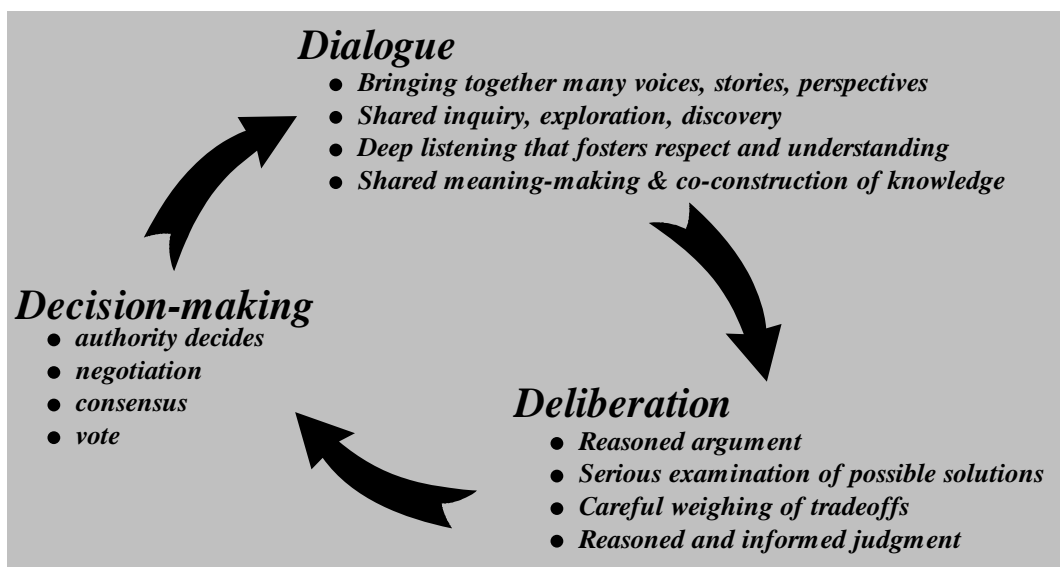 Dialogue
● Bringing together many voices, stories, perspectives
● Shared inquiry, exploration, discovery
● Deep listening that fosters respect and understanding
● Shared meaning-making & co-construction of knowledge
Decision-making
● authority decides
● negotiation
● consensus
● vote
Deliberation
● Reasoned argument
● Serious examination of possible solutions
● Careful weighing of tradeoffs
● Reasoned and informed judgment